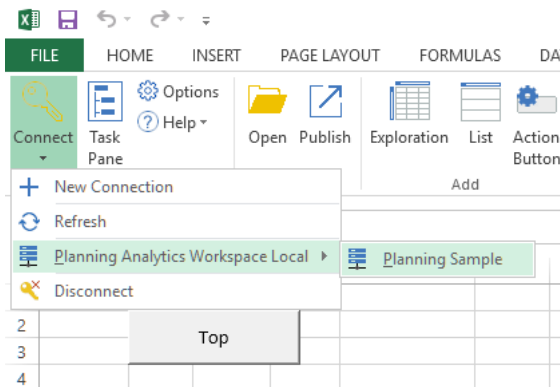 FILE HOME INSERT PAGE LAYOUT FORMULAS DA
Options
Help
Connect Task Pane Open Publish Exploration List Action Button
Add
New Connection
Refresh
Planning Analytics Workspace Local Planning Sample
Disconnect
2
Top
3
4